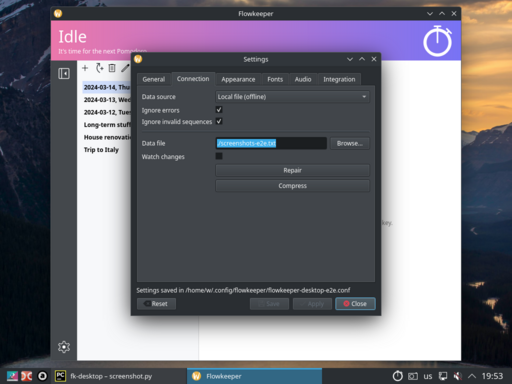 Flowkeeper
Idle
It's time for the next Pomodoro
Settings
General Connection Appearance Fonts Audio Integration
Data source Local file (offline)
Ignore errors
Ignore invalid sequences
Data file ./screenshots-e2e.txt Browse...
Watch changes
Repair
Compress
Settings saved in /home/w/.config/flowkeeper/flowkeeper-desktop-e2e.conf
Reset Save Apply Close
2024-03-14, Thu
2024-03-13, Wed
2024-03-12, Tues
Long-term stuff
House renovatio
Trip to Italy
key.
PC fk-desktop – screenshot.py Flowkeeper us 19:53